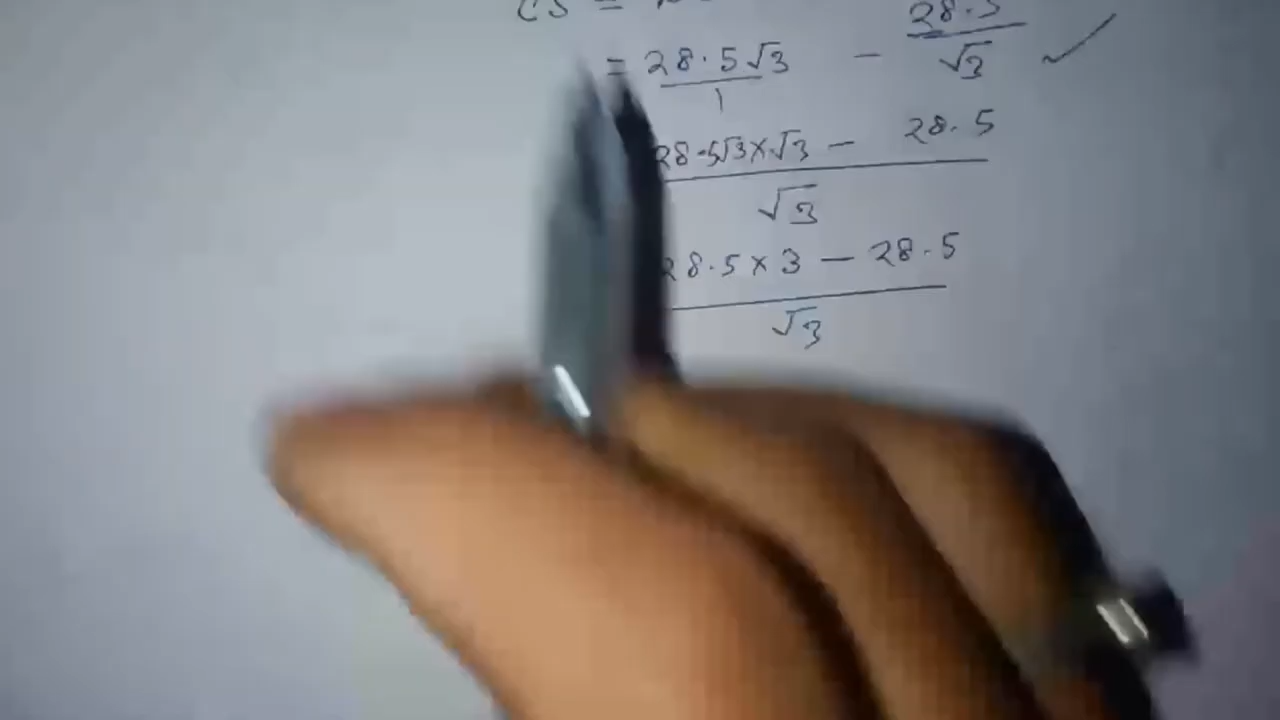 = 28.5√3/1 - 28.5/√3 ✓
28.5√3×√3 - 28.5
√3
28.5×3 - 28.5
√3